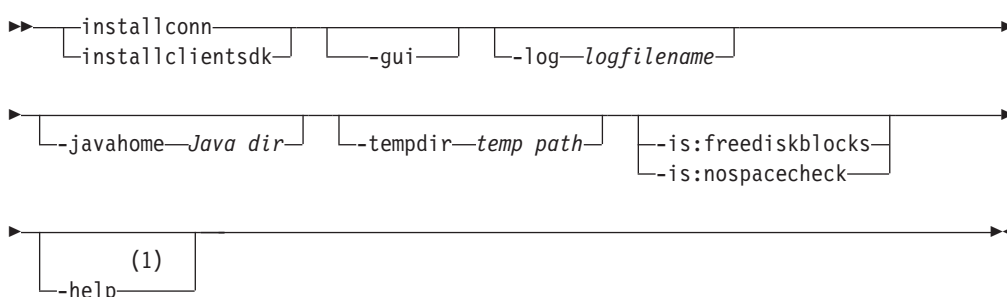 installconn
installclientsdk
-gui
-log logfilename
-javahome Java dir
-tempdir temp path
-is:freediskblocks
-is:nospacecheck
(1)
-help